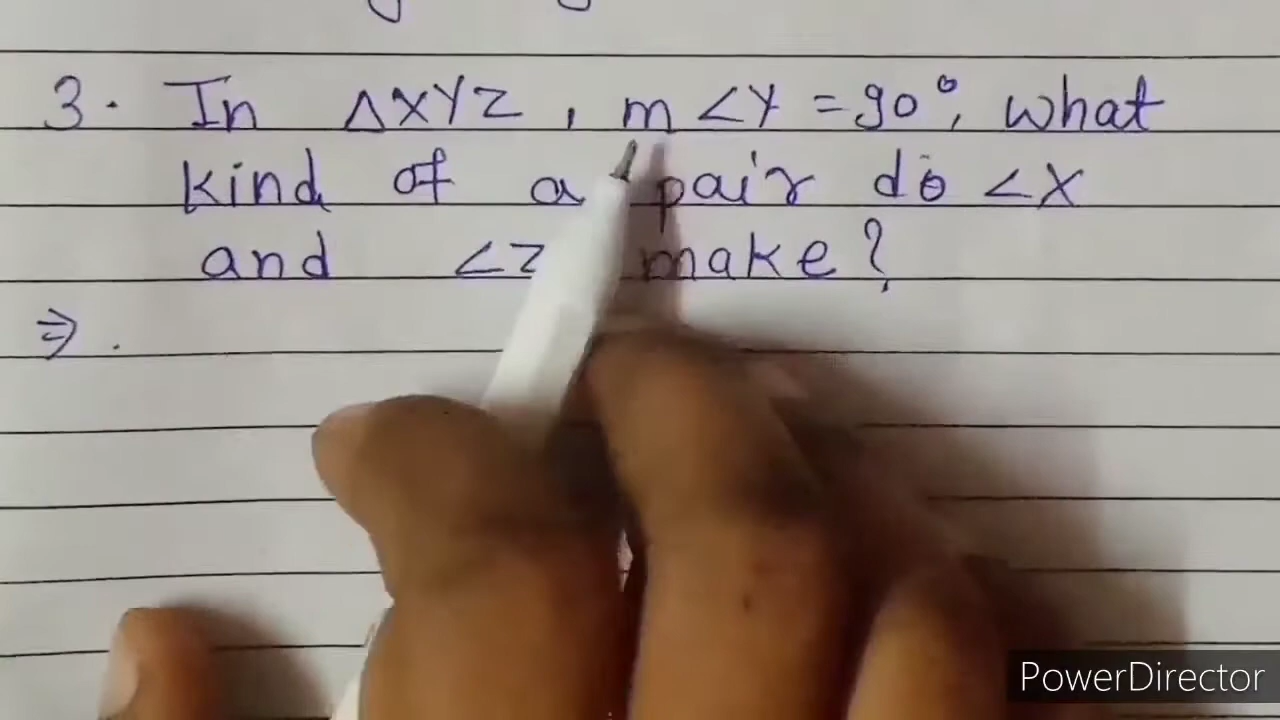 3. In ΔXYZ, m∠Y = 90°, what
kind of a pair do ∠X
and ∠Z make?
⇒.
PowerDirector